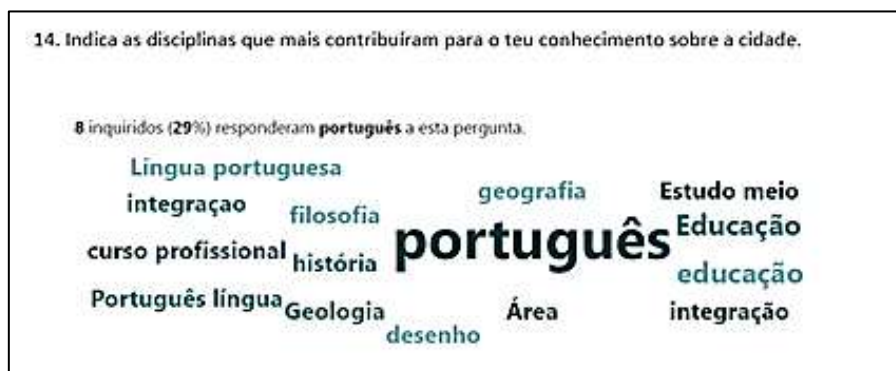 14. Indica as disciplinas que mais contribuíram para o teu conhecimento sobre a cidade.
8 inquiridos (29%) responderam português a esta pergunta.
Língua portuguesa
integraçao
filosofia
geografia
Estudo meio
curso profissional
história
português
Educação
educação
Português língua
Geologia
desenho
Área
integração